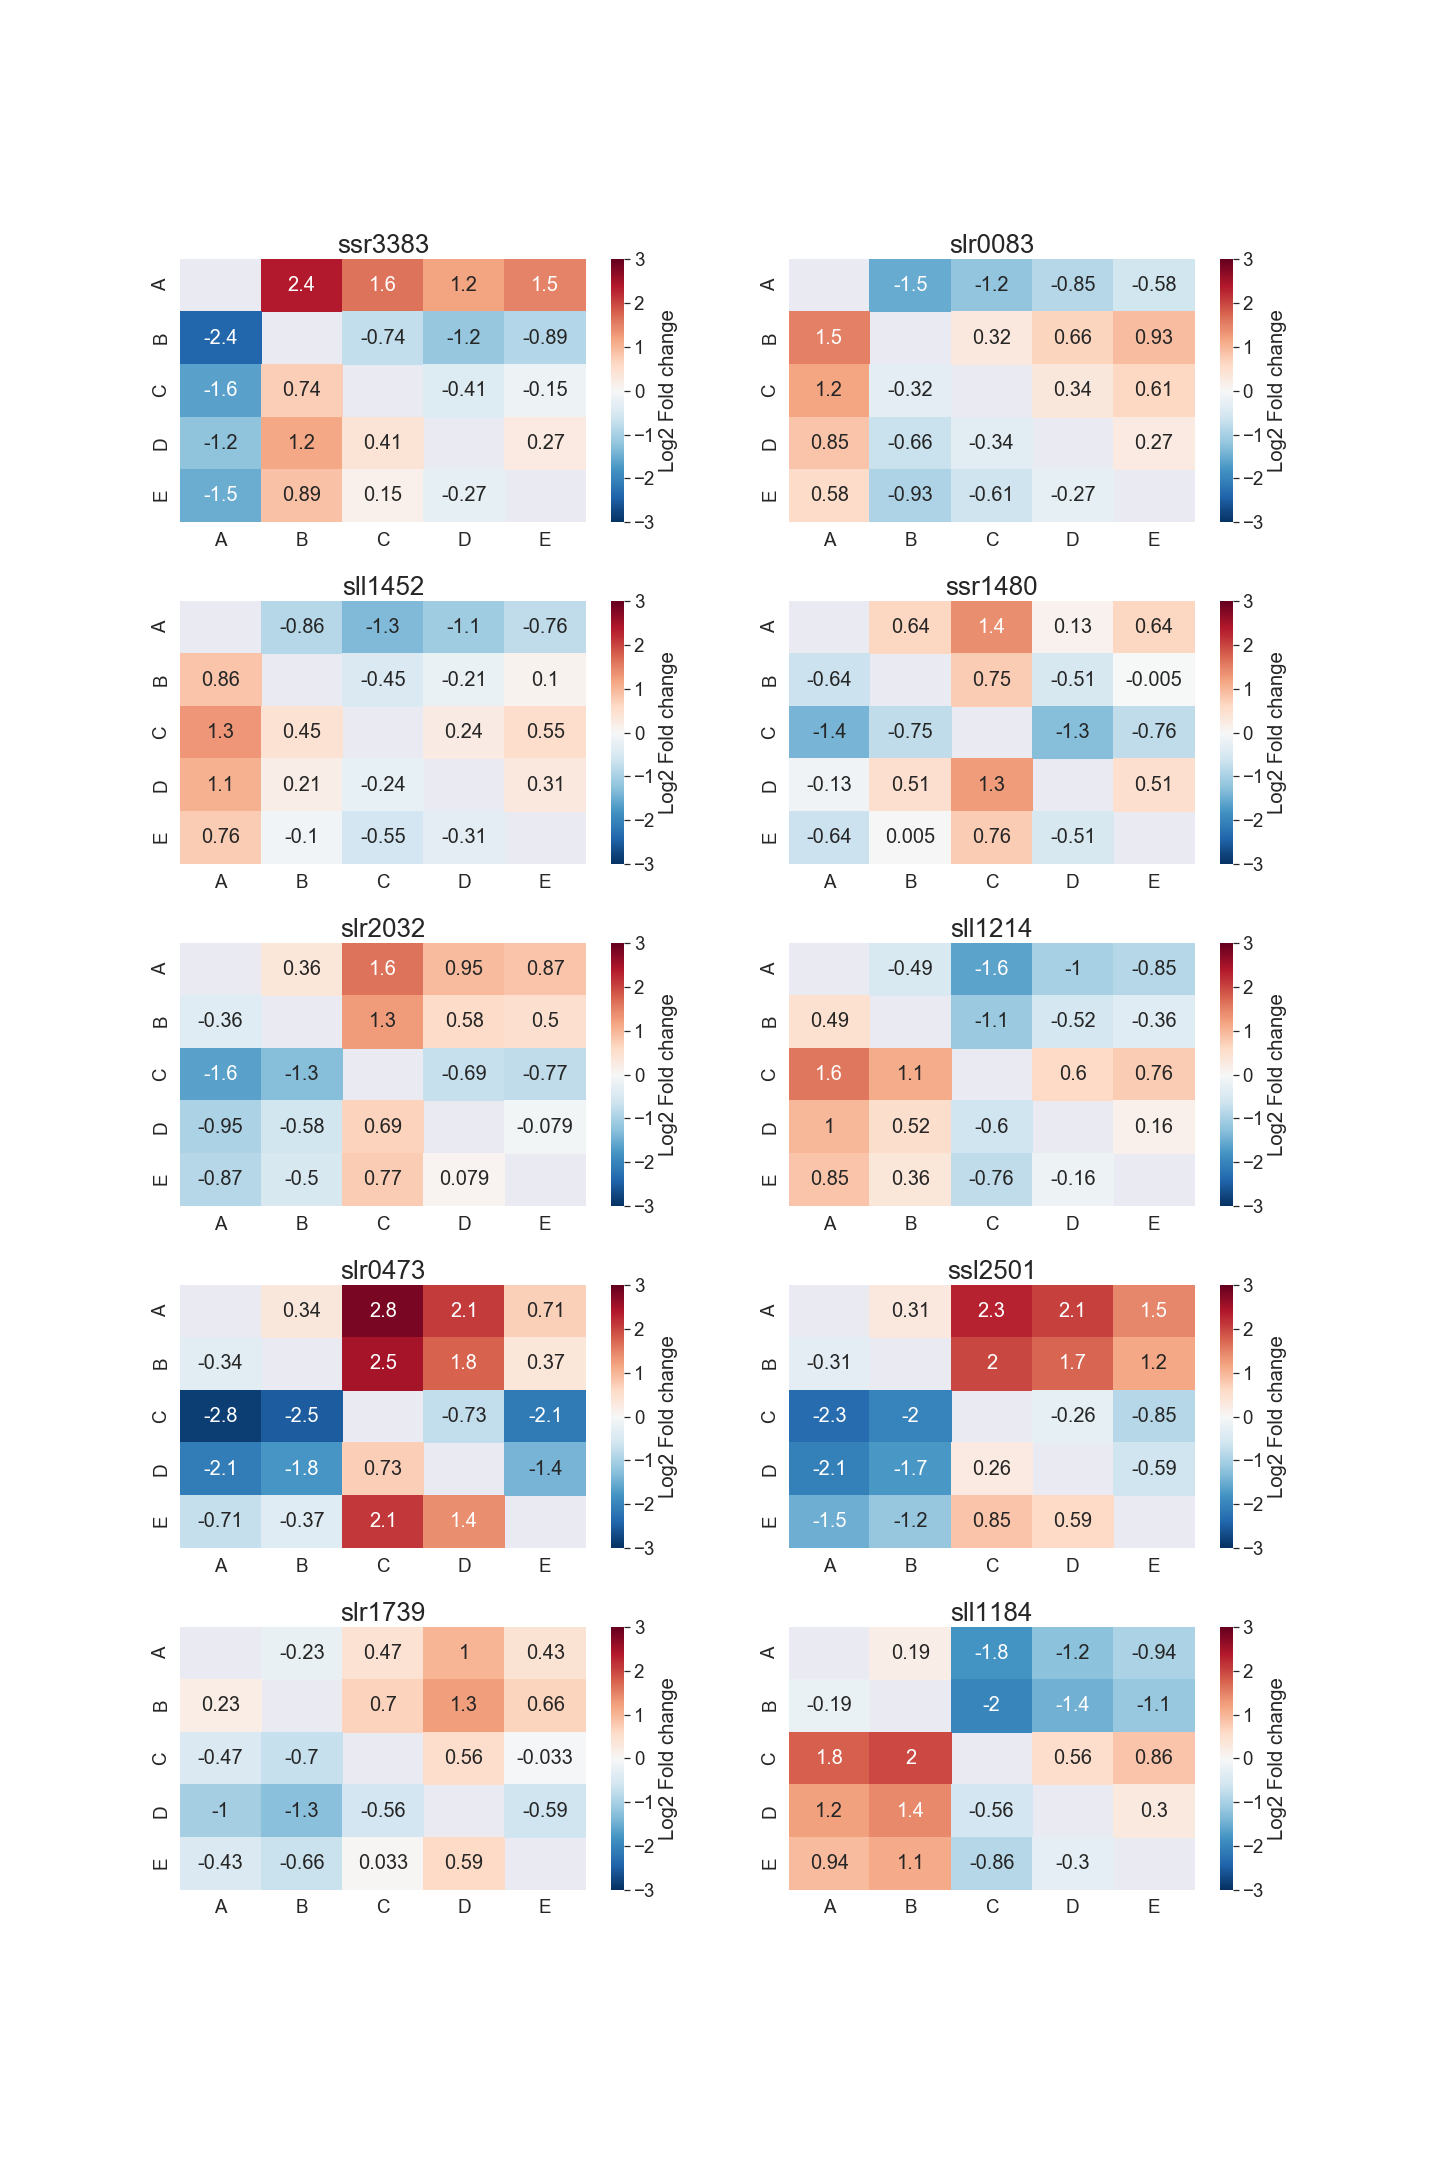 ssr3383
A 2.4 1.6 1.2 1.5
B -2.4 -0.74 -1.2 -0.89
C -1.6 0.74 -0.41 -0.15
D -1.2 1.2 0.41 0.27
E -1.5 0.89 0.15 -0.27
A B C D E
3
2
1
0
−1
−2
−3
Log2 Fold change
slr0083
A -1.5 -1.2 -0.85 -0.58
B 1.5 0.32 0.66 0.93
C 1.2 -0.32 0.34 0.61
D 0.85 -0.66 -0.34 0.27
E 0.58 -0.93 -0.61 -0.27
A B C D E
3
2
1
0
−1
−2
−3
Log2 Fold change
sll1452
A -0.86 -1.3 -1.1 -0.76
B 0.86 -0.45 -0.21 0.1
C 1.3 0.45 0.24 0.55
D 1.1 0.21 -0.24 0.31
E 0.76 -0.1 -0.55 -0.31
A B C D E
3
2
1
0
−1
−2
−3
Log2 Fold change
ssr1480
A 0.64 1.4 0.13 0.64
B -0.64 0.75 -0.51 -0.005
C -1.4 -0.75 -1.3 -0.76
D -0.13 0.51 1.3 0.51
E -0.64 0.005 0.76 -0.51
A B C D E
3
2
1
0
−1
−2
−3
Log2 Fold change
slr2032
A 0.36 1.6 0.95 0.87
B -0.36 1.3 0.58 0.5
C -1.6 -1.3 -0.69 -0.77
D -0.95 -0.58 0.69 -0.079
E -0.87 -0.5 0.77 0.079
A B C D E
3
2
1
0
−1
−2
−3
Log2 Fold change
sll1214
A -0.49 -1.6 -1 -0.85
B 0.49 -1.1 -0.52 -0.36
C 1.6 1.1 0.6 0.76
D 1 0.52 -0.6 0.16
E 0.85 0.36 -0.76 -0.16
A B C D E
3
2
1
0
−1
−2
−3
Log2 Fold change
slr0473
A 0.34 2.8 2.1 0.71
B -0.34 2.5 1.8 0.37
C -2.8 -2.5 -0.73 -2.1
D -2.1 -1.8 0.73 -1.4
E -0.71 -0.37 2.1 1.4
A B C D E
3
2
1
0
−1
−2
−3
Log2 Fold change
ssl2501
A 0.31 2.3 2.1 1.5
B -0.31 2 1.7 1.2
C -2.3 -2 -0.26 -0.85
D -2.1 -1.7 0.26 -0.59
E -1.5 -1.2 0.85 0.59
A B C D E
3
2
1
0
−1
−2
−3
Log2 Fold change
slr1739
A -0.23 0.47 1 0.43
B 0.23 0.7 1.3 0.66
C -0.47 -0.7 0.56 -0.033
D -1 -1.3 -0.56 -0.59
E -0.43 -0.66 0.033 0.59
A B C D E
3
2
1
0
−1
−2
−3
Log2 Fold change
sll1184
A 0.19 -1.8 -1.2 -0.94
B -0.19 -2 -1.4 -1.1
C 1.8 2 0.56 0.86
D 1.2 1.4 -0.56 0.3
E 0.94 1.1 -0.86 -0.3
A B C D E
3
2
1
0
−1
−2
−3
Log2 Fold change